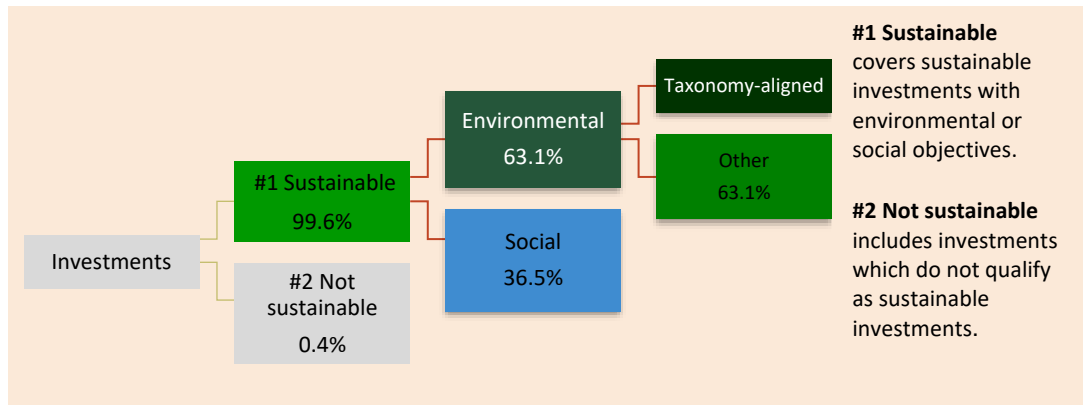 Investments
#1 Sustainable
99.6%
#2 Not
sustainable
0.4%
Environmental
63.1%
Social
36.5%
Taxonomy-aligned
Other
63.1%
#1 Sustainable
covers sustainable
investments with
environmental or
social objectives.
#2 Not sustainable
includes investments
which do not qualify
as sustainable
investments.